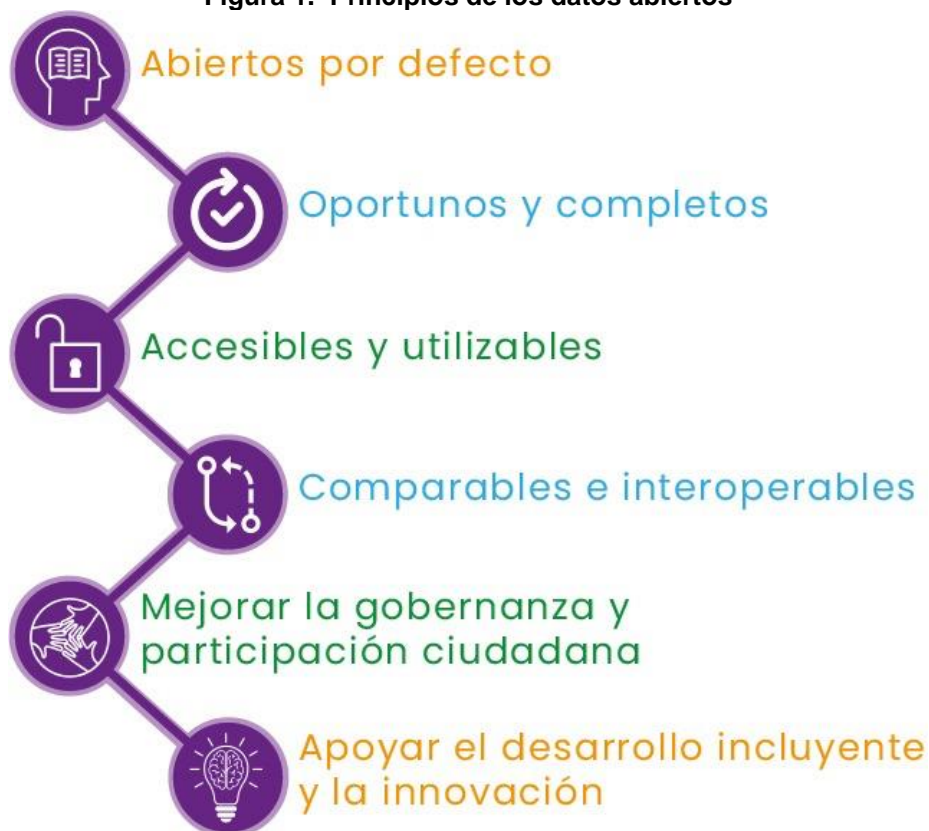 Figura 1. Principios de los datos abiertos
Abiertos por defecto
Oportunos y completos
Accesibles y utilizables
Comparables e interoperables
Mejorar la gobernanza y
participación ciudadana
Apoyar el desarrollo incluyente
y la innovación